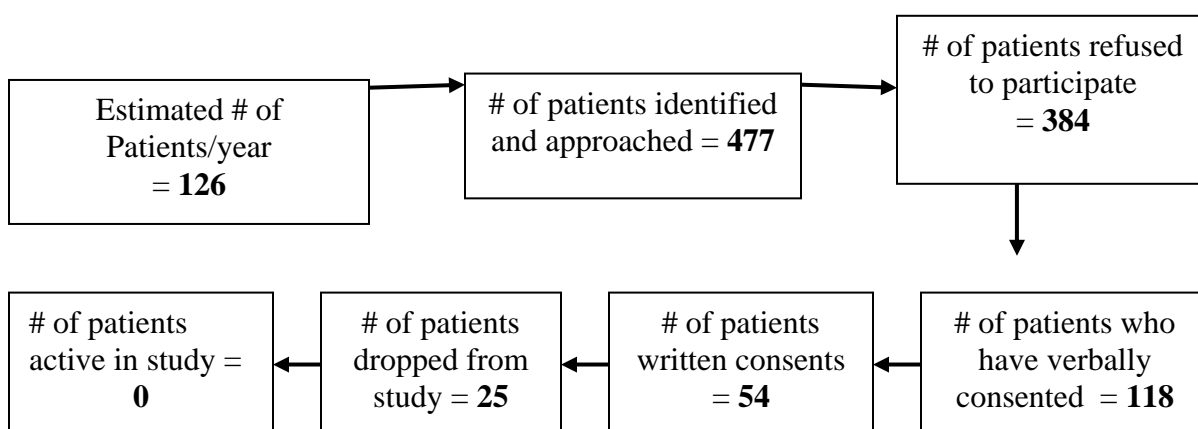 Estimated # of
Patients/year
= 126
# of patients identified
and approached = 477
# of patients refused
to participate
= 384
# of patients
active in study =
0
# of patients
dropped from
study = 25
# of patients
written consents
= 54
# of patients who
have verbally
consented = 118